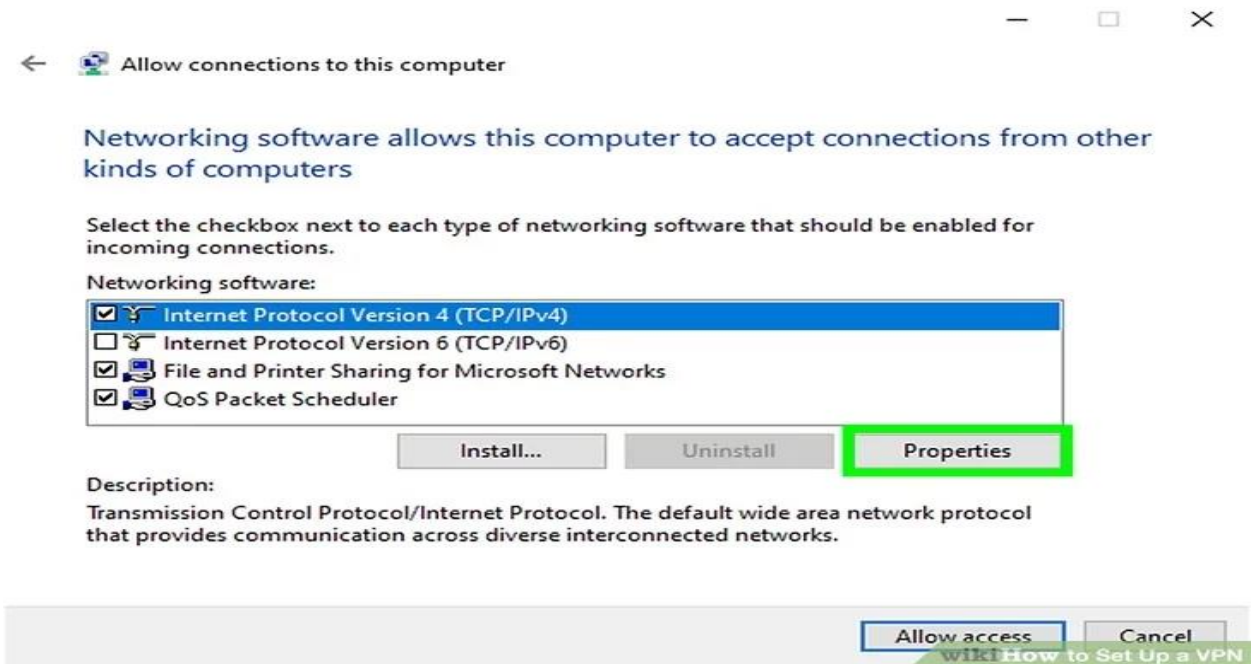 Allow connections to this computer
Networking software allows this computer to accept connections from other
kinds of computers
Select the checkbox next to each type of networking software that should be enabled for
incoming connections.
Networking software:
Internet Protocol Version 4 (TCP/IPv4)
Internet Protocol Version 6 (TCP/IPv6)
File and Printer Sharing for Microsoft Networks
QoS Packet Scheduler
Install... Uninstall Properties
Description:
Transmission Control Protocol/Internet Protocol. The default wide area network protocol
that provides communication across diverse interconnected networks.
Allow access Cancel
wikiHow to Set Up a VPN